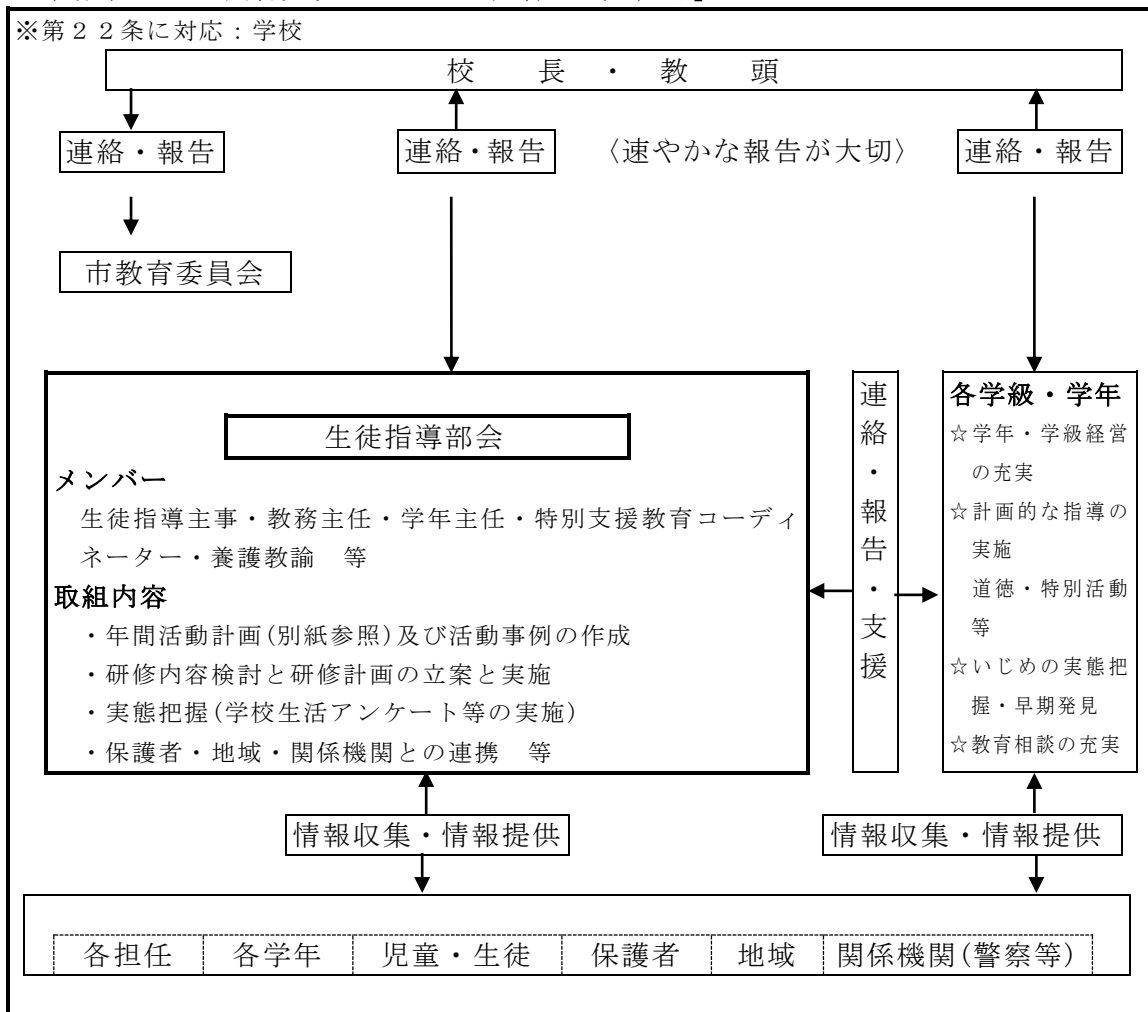 ※第２２条に対応：学校
校　長　・　教　頭
連絡・報告
連絡・報告
〈速やかな報告が大切〉
連絡・報告
市教育委員会
生徒指導部会
メンバー
生徒指導主事・教務主任・学年主任・特別支援教育コーディ
ネーター・養護教諭　等
取組内容
・年間活動計画(別紙参照)及び活動事例の作成
・研修内容検討と研修計画の立案と実施
・実態把握(学校生活アンケート等の実施)
・保護者・地域・関係機関との連携　等
連絡・報告・支援
各学級・学年
☆学年・学級経営
の充実
☆計画的な指導の
実施
道徳・特別活動
等
☆いじめの実態把
握・早期発見
☆教育相談の充実
情報収集・情報提供
情報収集・情報提供
各担任
各学年
児童・生徒
保護者
地域
関係機関(警察等)